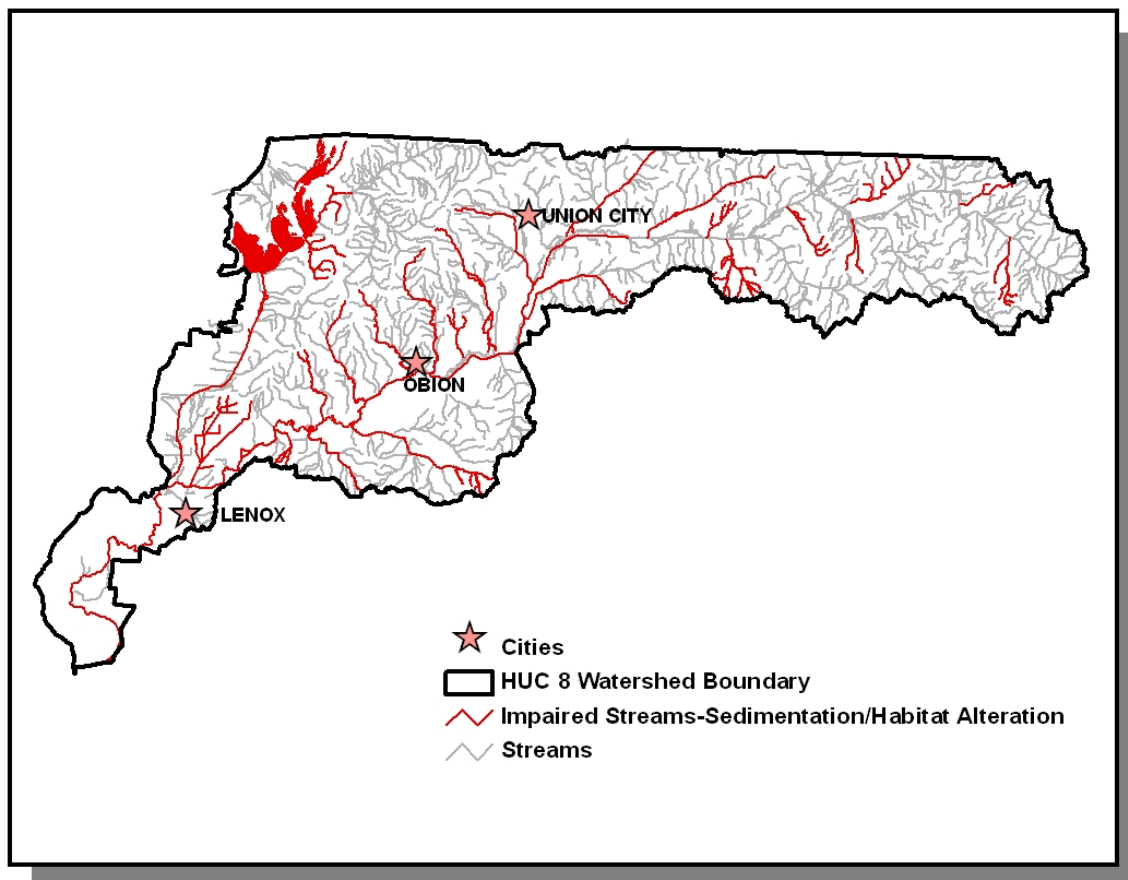 UNION CITY
OBION
LENOX
Cities
HUC 8 Watershed Boundary
Impaired Streams-Sedimentation/Habitat Alteration
Streams